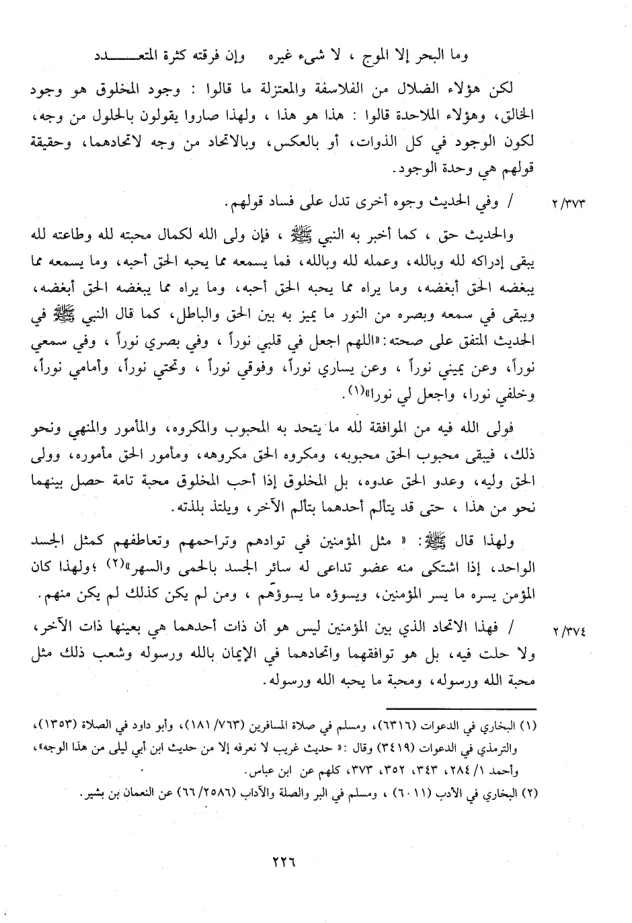 وما البحر إلا الموج ، لا شىء غيره وإن فرقته كثرة المتعـــــدد
لكن هؤلاء الضلال من الفلاسفة والمعتزلة ما قالوا : وجود المخلوق هو وجود
الخالق، وهؤلاء الملاحدة قالوا : هذا هو هذا ، ولهذا صاروا يقولون بالحلول من وجه،
لكون الوجود في كل الذوات، أو بالعكس، وبالاتحاد من وجه لاتحادهما، وحقيقة
قولهم هي وحدة الوجود.
٢/٣٧٣ / وفي الحديث وجوه أخرى تدل على فساد قولهم.
والحديث حق ، كما أخبر به النبي ﷺ ، فإن ولى الله لكمال محبته لله وطاعته لله
يبقى إدراكه لله وبالله، وعمله لله وبالله، فما يسمعه مما يحبه الحق أحبه، وما يسمعه مما
يبغضه الحق أبغضه، وما يراه مما يحبه الحق أحبه، وما يراه مما يبغضه الحق أبغضه،
ويبقى في سمعه وبصره من النور ما يميز به بين الحق والباطل، كما قال النبي ﷺ في
الحديث المتفق على صحته: «اللهم اجعل في قلبي نوراً ، وفي بصري نوراً ، وفي سمعي
نوراً، وعن يميني نوراً ، وعن يساري نوراً، وفوقي نوراً ، وتحتي نوراً، وأمامي نوراً،
وخلفي نورا، واجعل لي نورا»(١).
فولى الله فيه من الموافقة لله ما يتحد به المحبوب والمكروه، والمأمور والمنهي ونحو
ذلك، فيبقى محبوب الحق محبوبه، ومكروه الحق مكروهه، ومأمور الحق مأموره، وولى
الحق وليه، وعدو الحق عدوه، بل المخلوق إذا أحب المخلوق محبة تامة حصل بينهما
نحو من هذا ، حتى قد يتألم أحدهما بتألم الآخر، ويلتذ بلذته.
ولهذا قال ﷺ: « مثل المؤمنين في توادهم وتراحمهم وتعاطفهم كمثل الجسد
الواحد، إذا اشتكى منه عضو تداعى له سائر الجسد بالحمى والسهر»(٢) ؛ولهذا كان
المؤمن يسره ما يسر المؤمنين، ويسوؤه ما يسوؤهم ، ومن لم يكن كذلك لم يكن منهم.
٢/٣٧٤ / فهذا الاتحاد الذي بين المؤمنين ليس هو أن ذات أحدهما هي بعينها ذات الآخر،
ولا حلت فيه، بل هو توافقهما واتحادهما في الإيمان بالله ورسوله وشعب ذلك مثل
محبة الله ورسوله، ومحبة ما يحبه الله ورسوله.
(١) البخاري في الدعوات (٦٣١٦)، ومسلم في صلاة المسافرين (١٨١/٧٦٣)، وأبو داود في الصلاة (١٣٥٣)،
والترمذي في الدعوات (٣٤١٩) وقال :« حديث غريب لا نعرفه إلا من حديث ابن أبي ليلى من هذا الوجه»،
وأحمد ١/ ٢٨٤، ٣٤٣، ٣٥٢، ٣٧٣، كلهم عن ابن عباس.
(٢) البخاري في الأدب (٦٠١١) ، ومسلم في البر والصلة والآداب (٦٦/٢٥٨٦) عن النعمان بن بشير.
٢٢٦